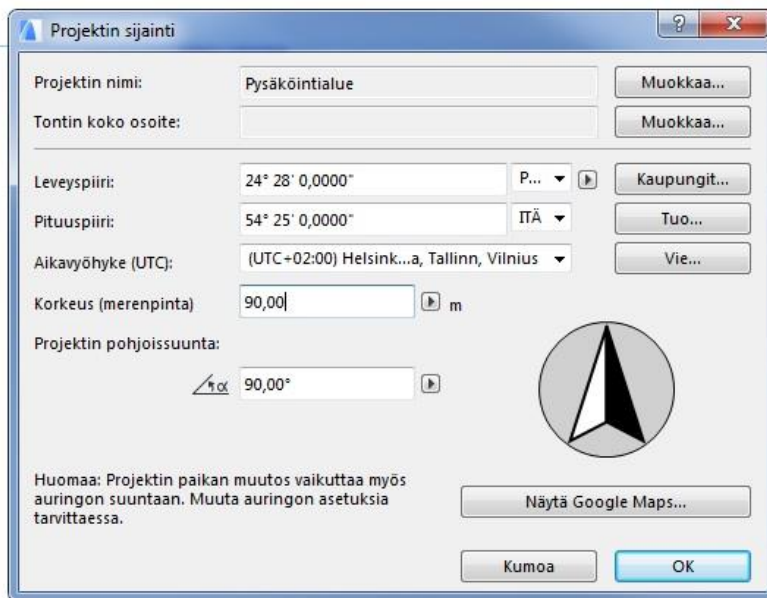 Projektin sijainti
Projektin nimi: Pysäköintialue Muokkaa...
Tontin koko osoite: Muokkaa...
Leveyspiiri: 24° 28' 0,0000" P... Kaupungit...
Pituuspiiri: 54° 25' 0,0000" ITÄ Tuo...
Aikavyöhyke (UTC): (UTC+02:00) Helsink...a, Tallinn, Vilnius Vie...
Korkeus (merenpinta) 90,00 m
Projektin pohjoissuunta:
α 90,00°
Huomaa: Projektin paikan muutos vaikuttaa myös
auringon suuntaan. Muuta auringon asetuksia
tarvittaessa.
Näytä Google Maps...
Kumoa OK